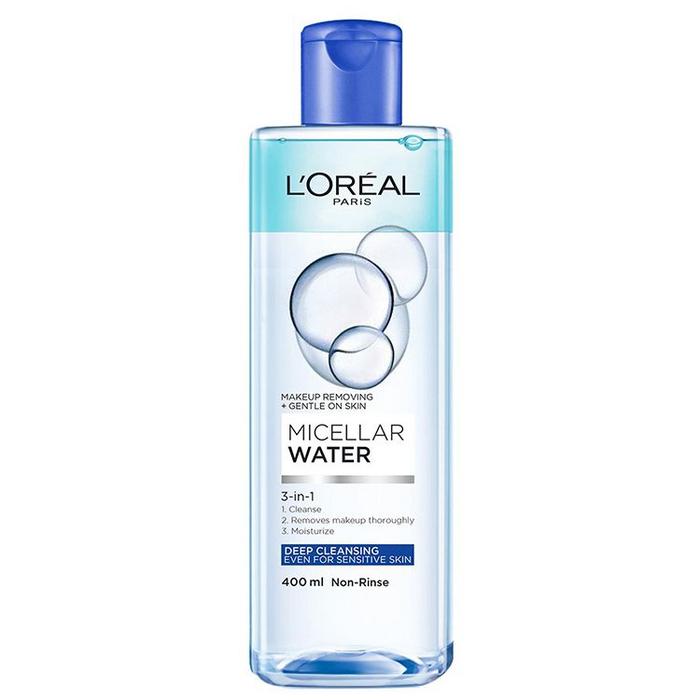 L'ORÉAL
PARiS
MAKEUP REMOVING
+ GENTLE ON SKIN
MICELLAR
WATER
3-in-1
1. Cleanse
2. Removes makeup thoroughly
3. Moisturize
DEEP CLEANSING
EVEN FOR SENSITIVE SKIN
400 ml Non-Rinse